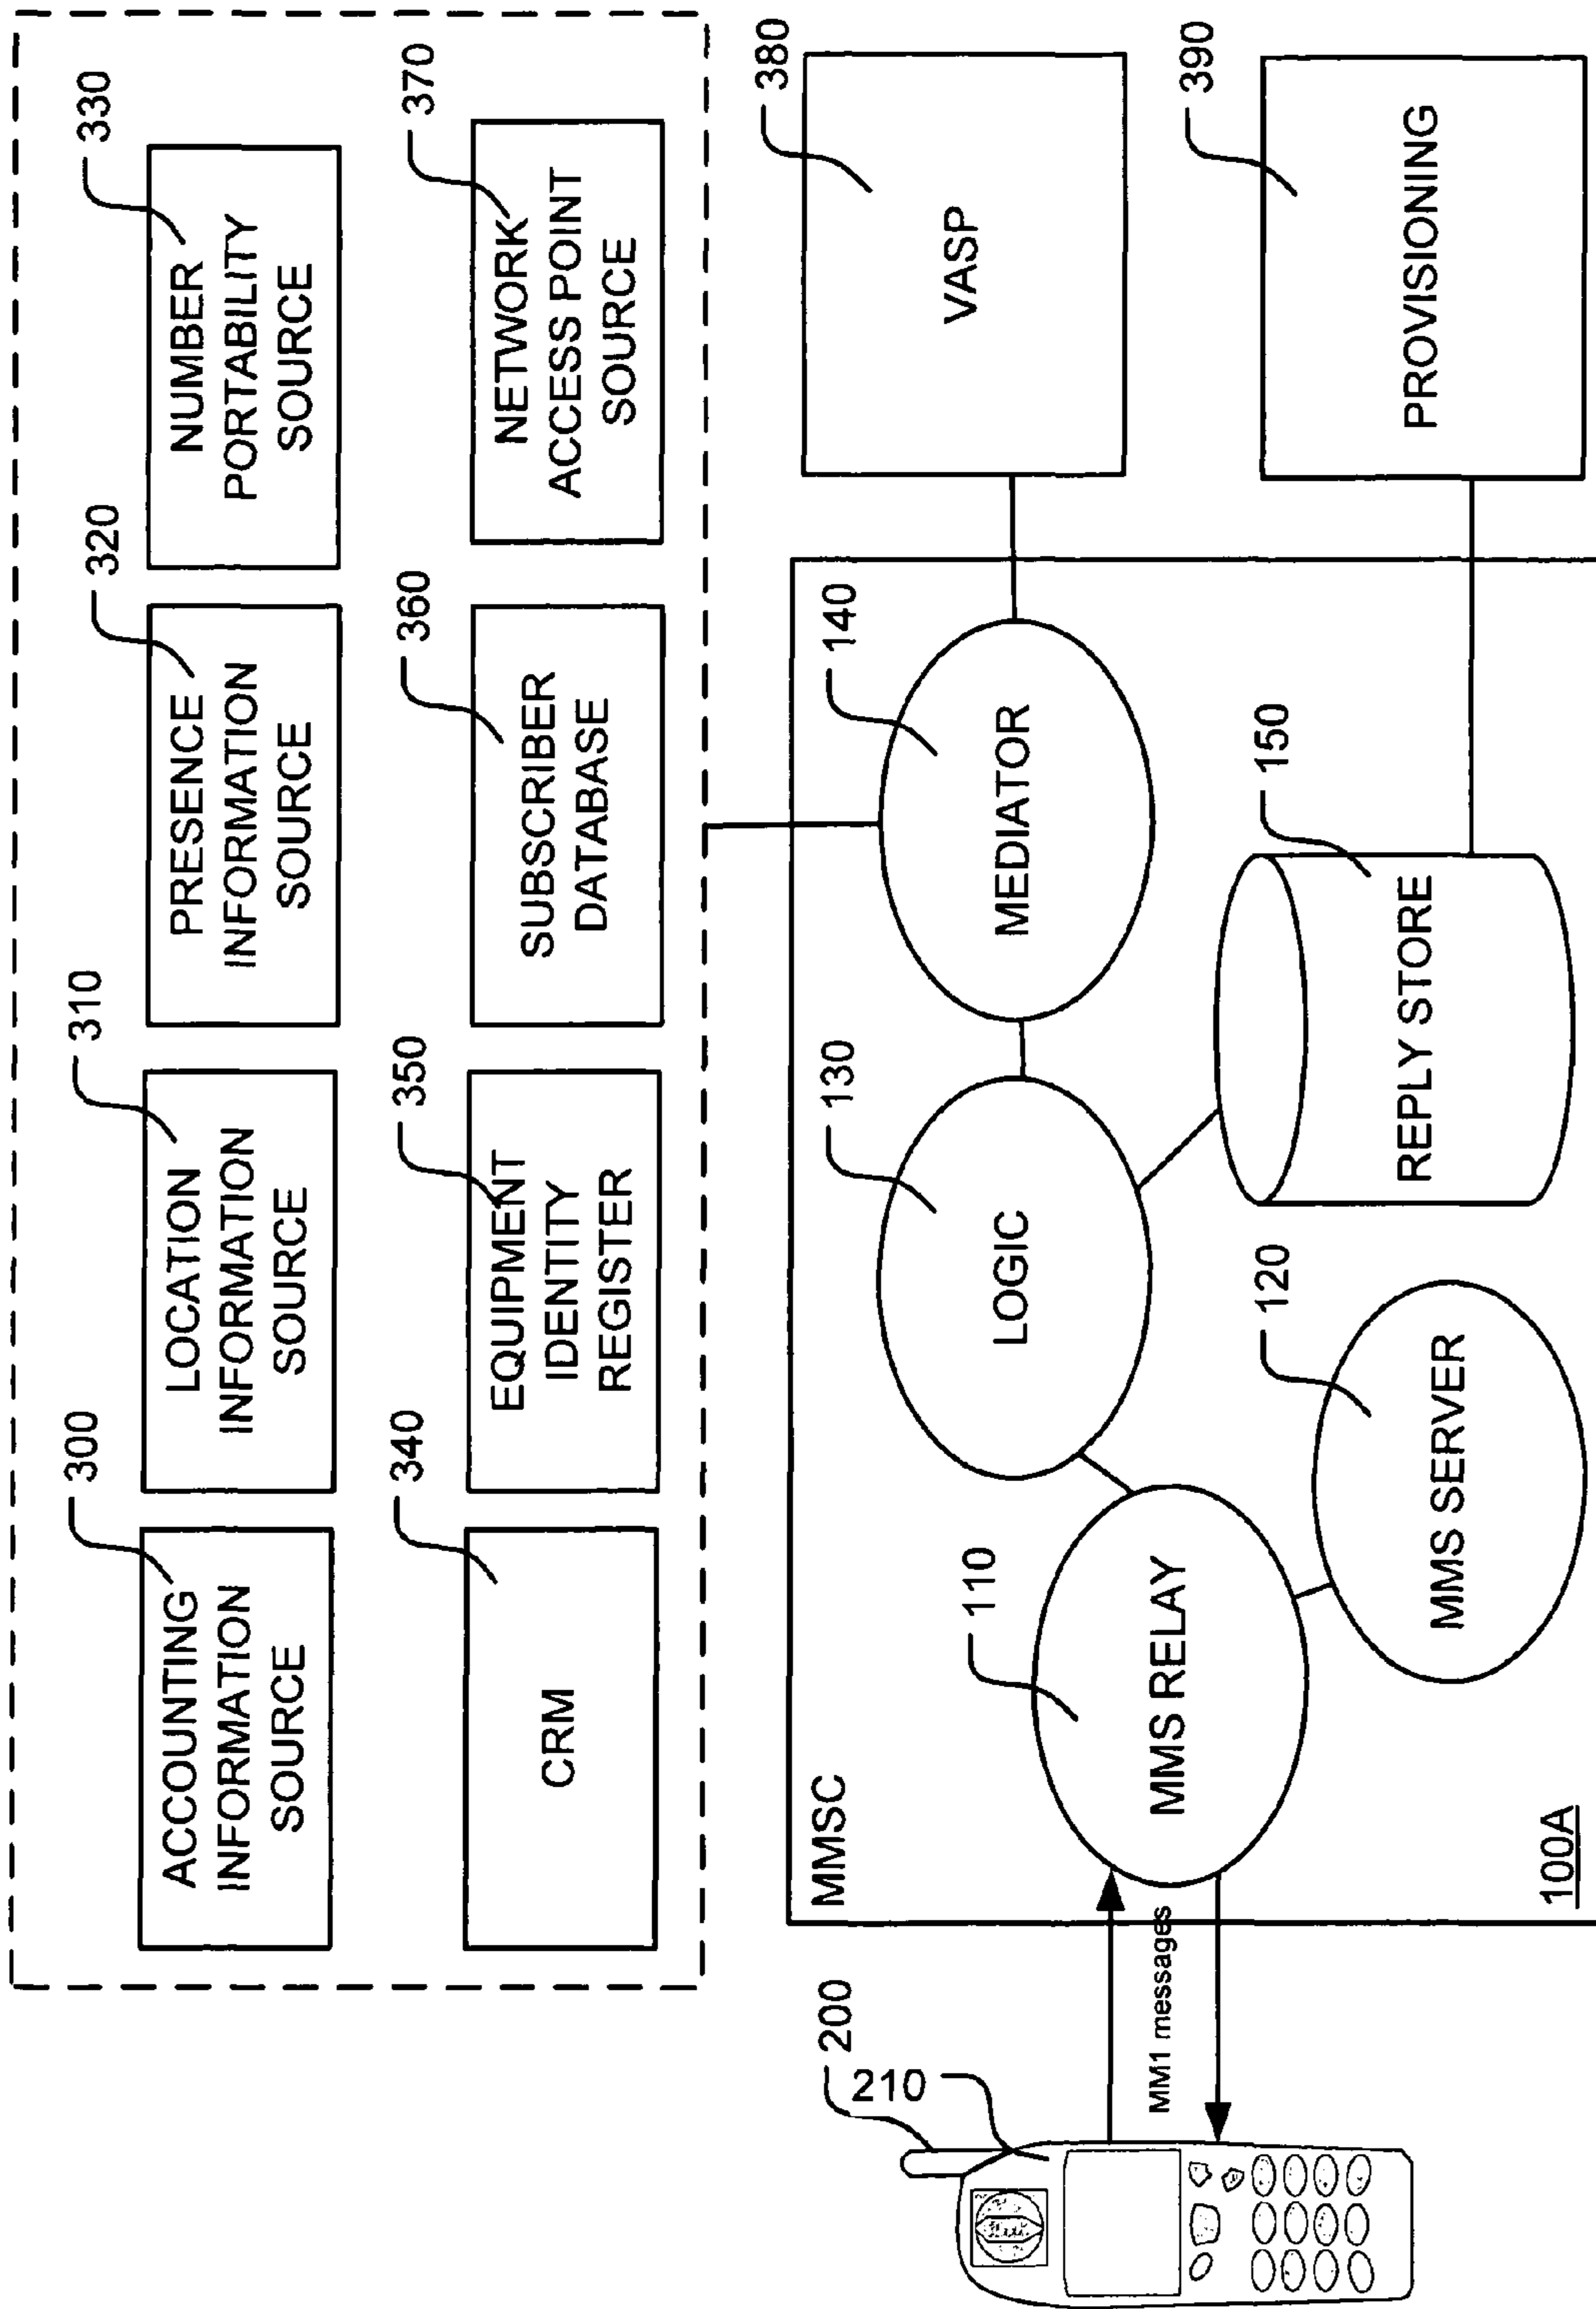 300
ACCOUNTING
INFORMATION
SOURCE
310
LOCATION
INFORMATION
SOURCE
320
PRESENCE
INFORMATION
SOURCE
330
NUMBER
PORTABILITY
SOURCE
340
CRM
350
EQUIPMENT
IDENTITY
REGISTER
360
SUBSCRIBER
DATABASE
370
NETWORK
ACCESS POINT
SOURCE
200
210
MM1 messages
MMSC
110
MMS RELAY
130
LOGIC
140
MEDIATOR
380
VASP
120
MMS SERVER
150
REPLY STORE
390
PROVISIONING
100A